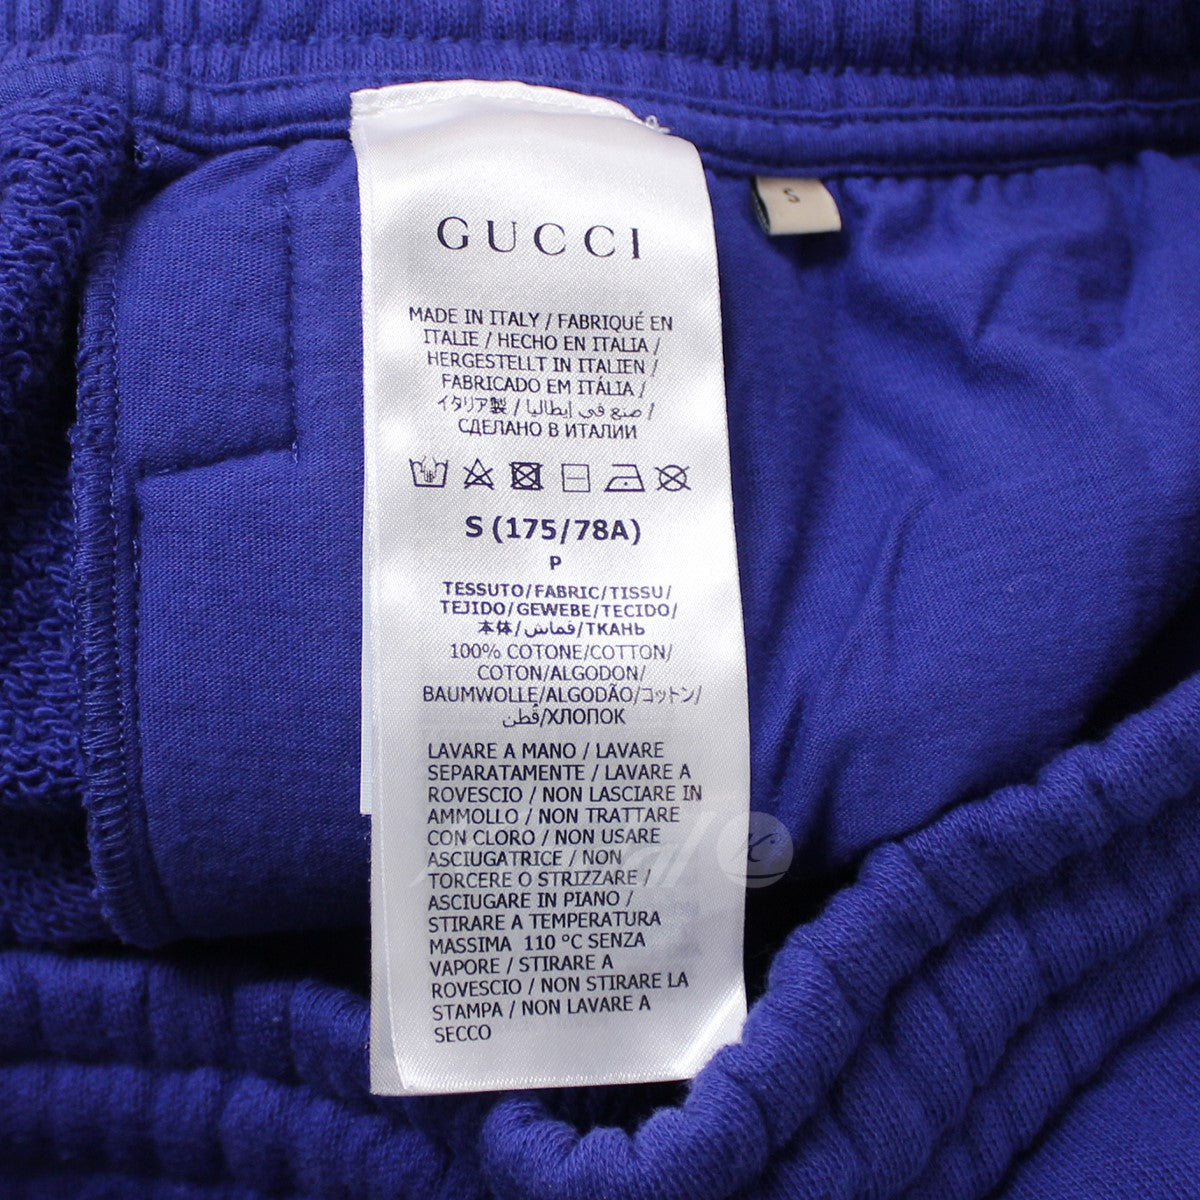 GUCCI
S
MADE IN ITALY / FABRIQUÉ EN
ITALIE / HECHO EN ITALIA /
HERGESTELLT IN ITALIEN /
FABRICADO EM ITÁLIA /
イタリア製 / صنع في إيطاليا /
СДЕЛАНО В ИТАЛИИ
S (175/78A)
P
TESSUTO/FABRIC/TISSU/
TEJIDO/GEWEBE/TECIDO/
本体/قماش/ТКАНЬ
100% COTONE/COTTON/
COTON/ALGODON/
BAUMWOLLE/ALGODÃO/コットン/
قُطن/ХЛОПОК
LAVARE A MANO / LAVARE
SEPARATAMENTE / LAVARE A
ROVESCIO / NON LASCIARE IN
AMMOLLO / NON TRATTARE
CON CLORO / NON USARE
ASCIUGATRICE / NON
TORCERE O STRIZZARE /
ASCIUGARE IN PIANO /
STIRARE A TEMPERATURA
MASSIMA 110 °C SENZA
VAPORE / STIRARE A
ROVESCIO / NON STIRARE LA
STAMPA / NON LAVARE A
SECCO